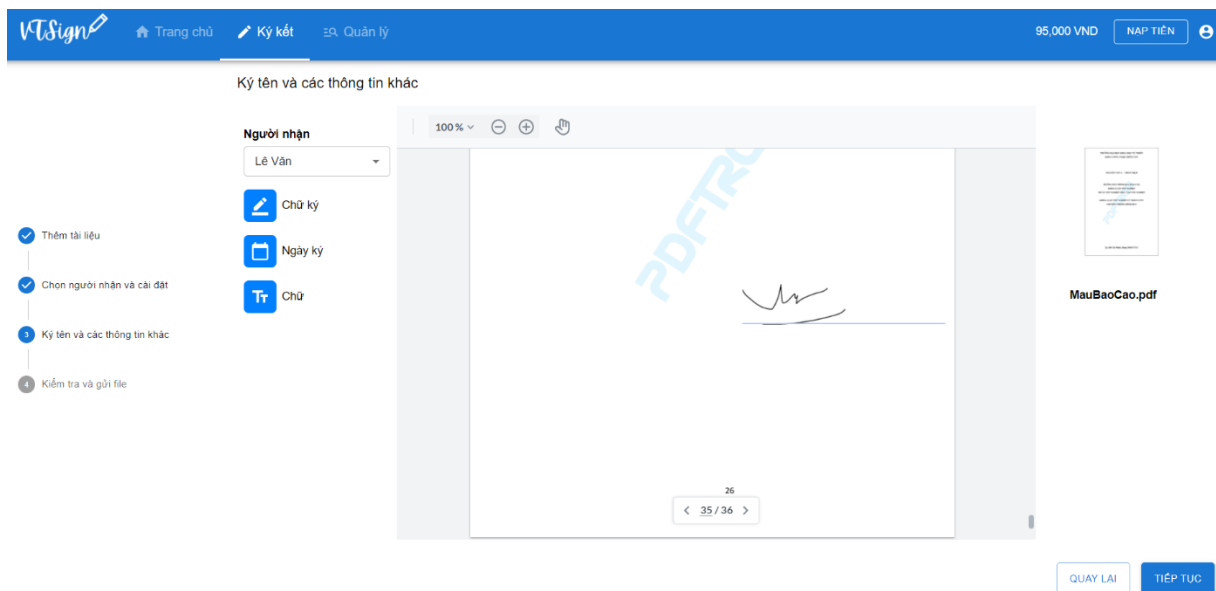 VTSign
Trang chủ
Ký kết
Quản lý
95,000 VND
NẠP TIỀN
Ký tên và các thông tin khác
Người nhận
Lê Văn
Chữ ký
Ngày ký
Chữ
Thêm tài liệu
Chọn người nhận và cài đặt
3 Ký tên và các thông tin khác
4 Kiểm tra và gửi file
100 %
PDFTRO
26
35 / 36
MauBaoCao.pdf
QUAY LẠI
TIẾP TỤC